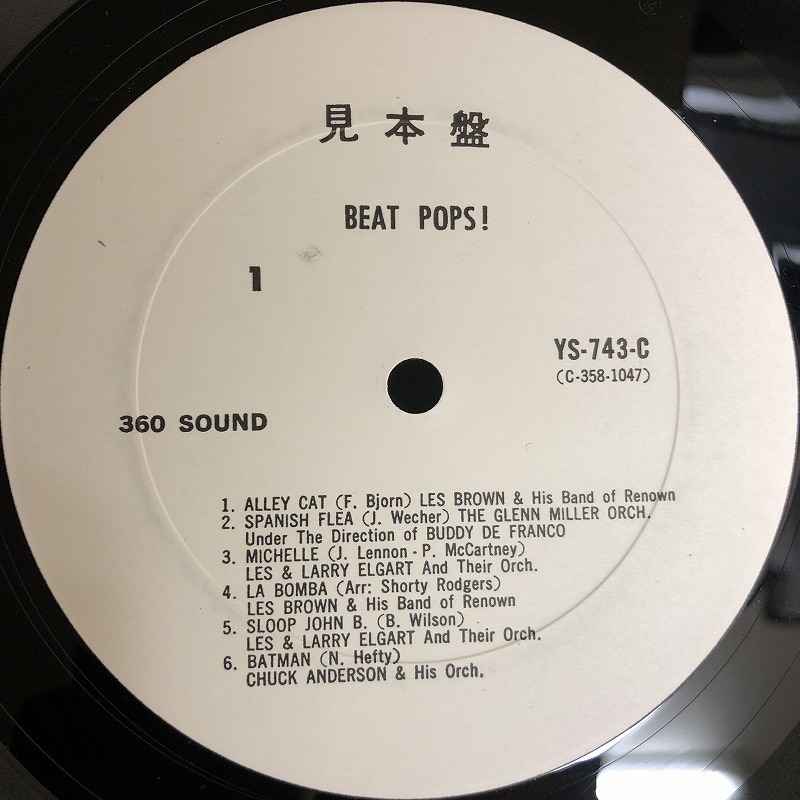 見本盤
BEAT POPS!
1
YS-743-C
(C-358-1047)
360 SOUND
1. ALLEY CAT (F. Bjorn) LES BROWN & His Band of Renown
2. SPANISH FLEA (J. Wecher) THE GLENN MILLER ORCH.
Under The Direction of BUDDY DE FRANCO
3. MICHELLE (J. Lennon - P. McCartney)
LES & LARRY ELGART And Their Orch.
4. LA BOMBA (Arr: Shorty Rodgers)
LES BROWN & His Band of Renown
5. SLOOP JOHN B. (B. Wilson)
LES & LARRY ELGART And Their Orch.
6. BATMAN (N. Hefty)
CHUCK ANDERSON & His Orch.